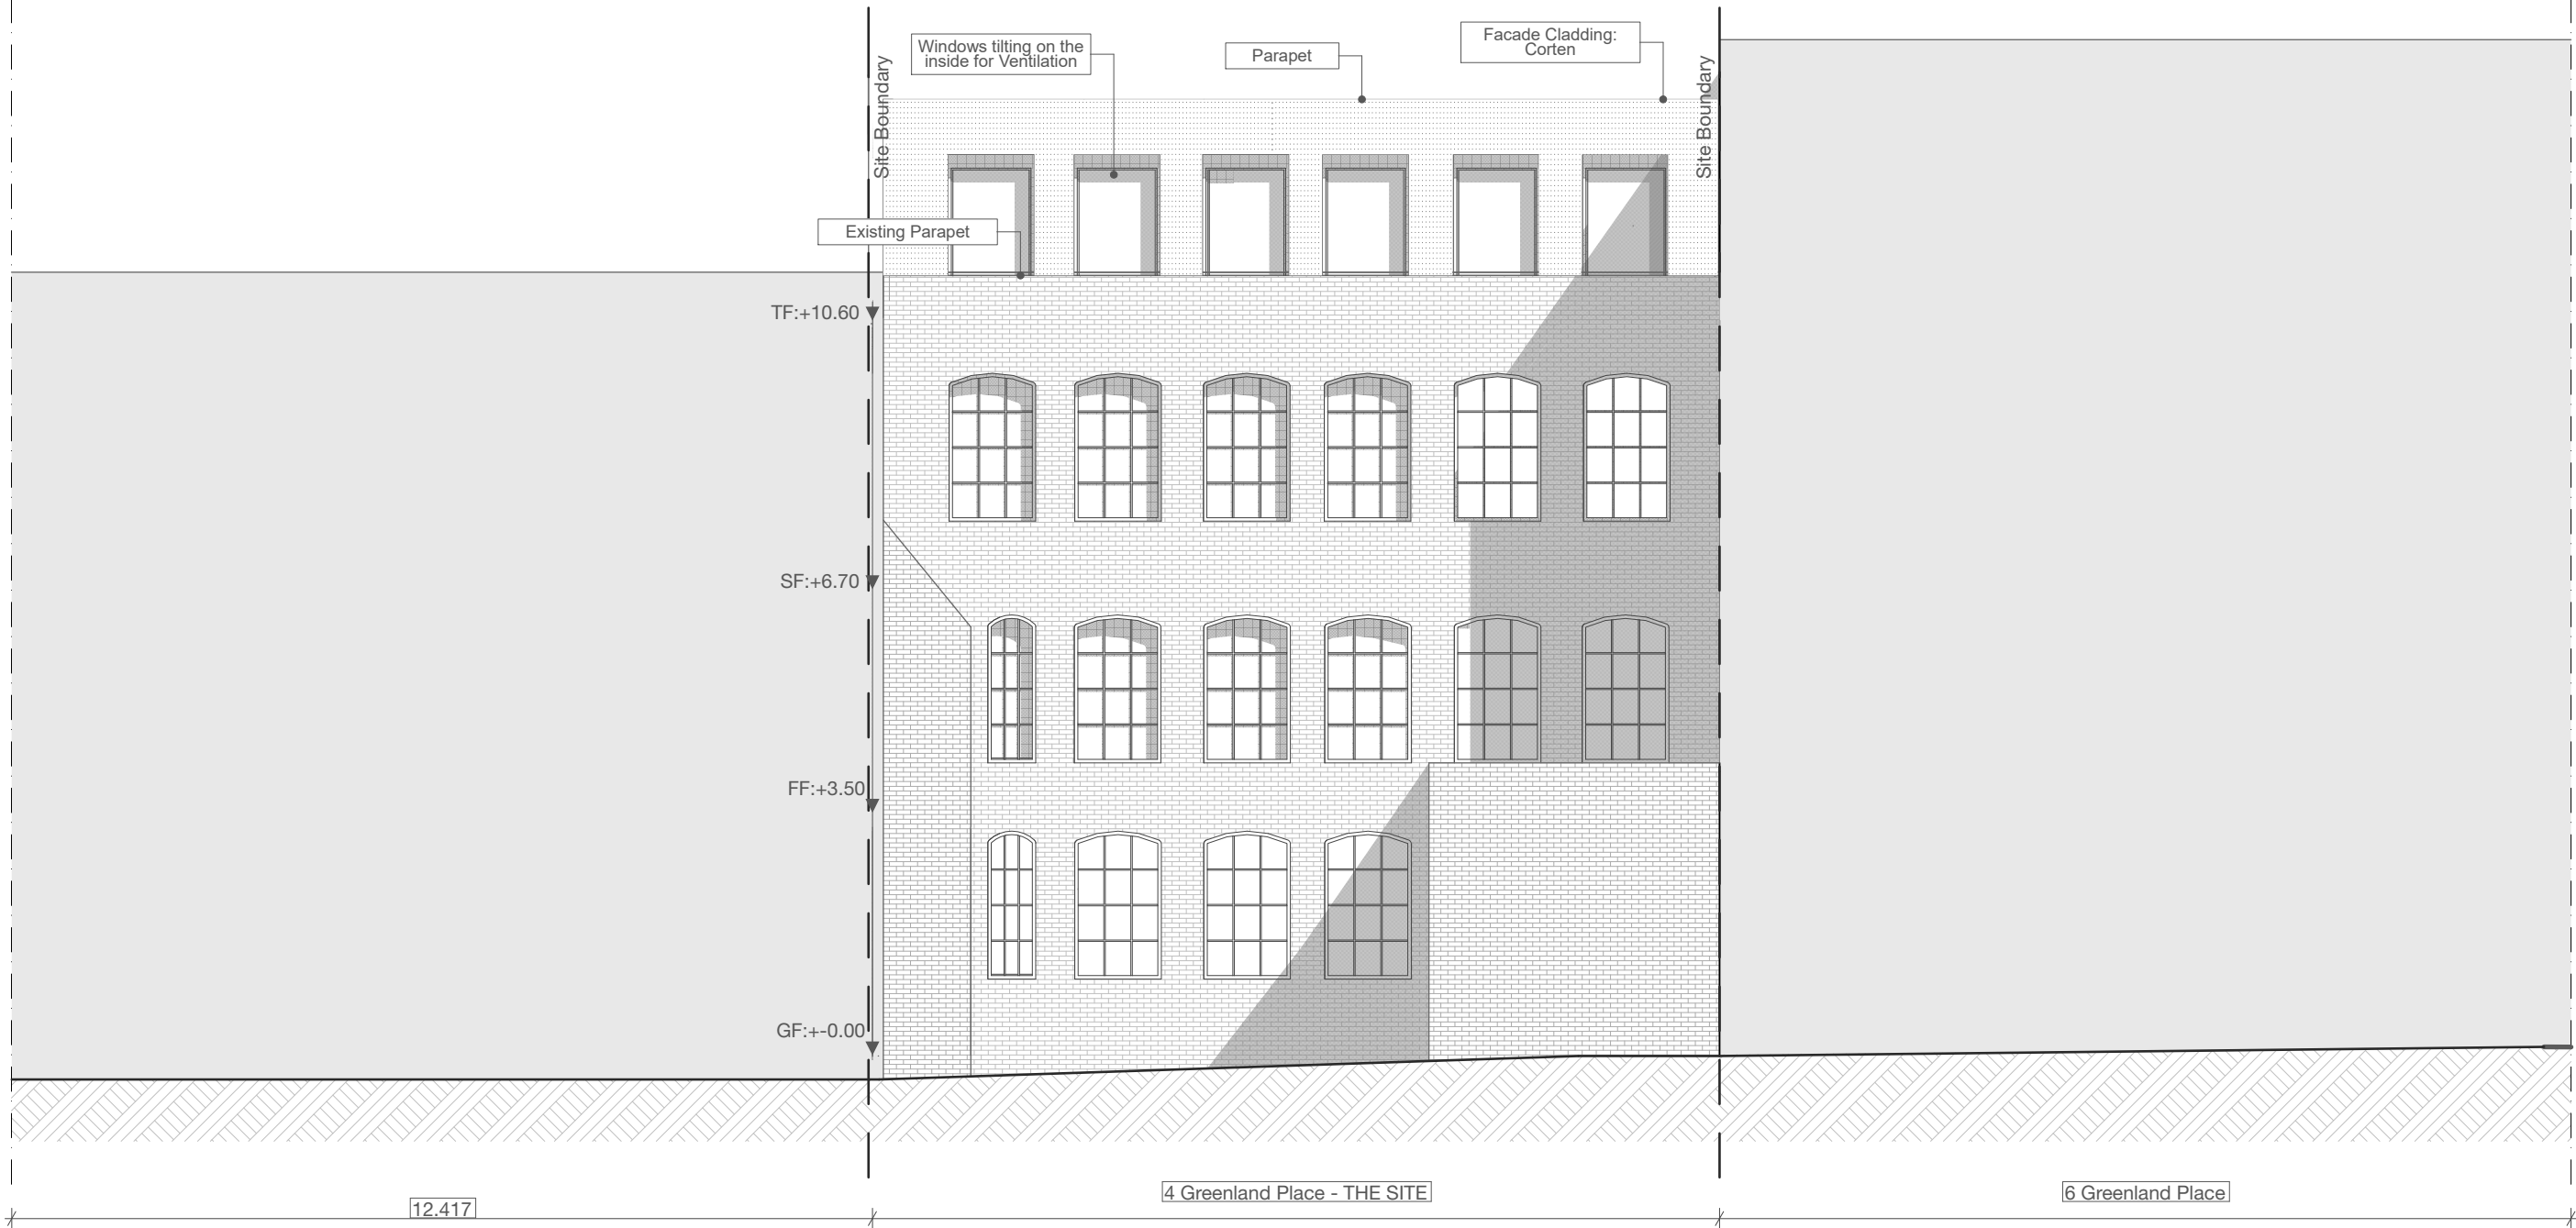 Windows tilting on the
inside for Ventilation
Parapet
Facade Cladding:
Corten
Site Boundary
Site Boundary
Existing Parapet
TF:+10.60
SF:+6.70
FF:+3.50
GF:+-0.00
4 Greenland Place - THE SITE
6 Greenland Place
12.417